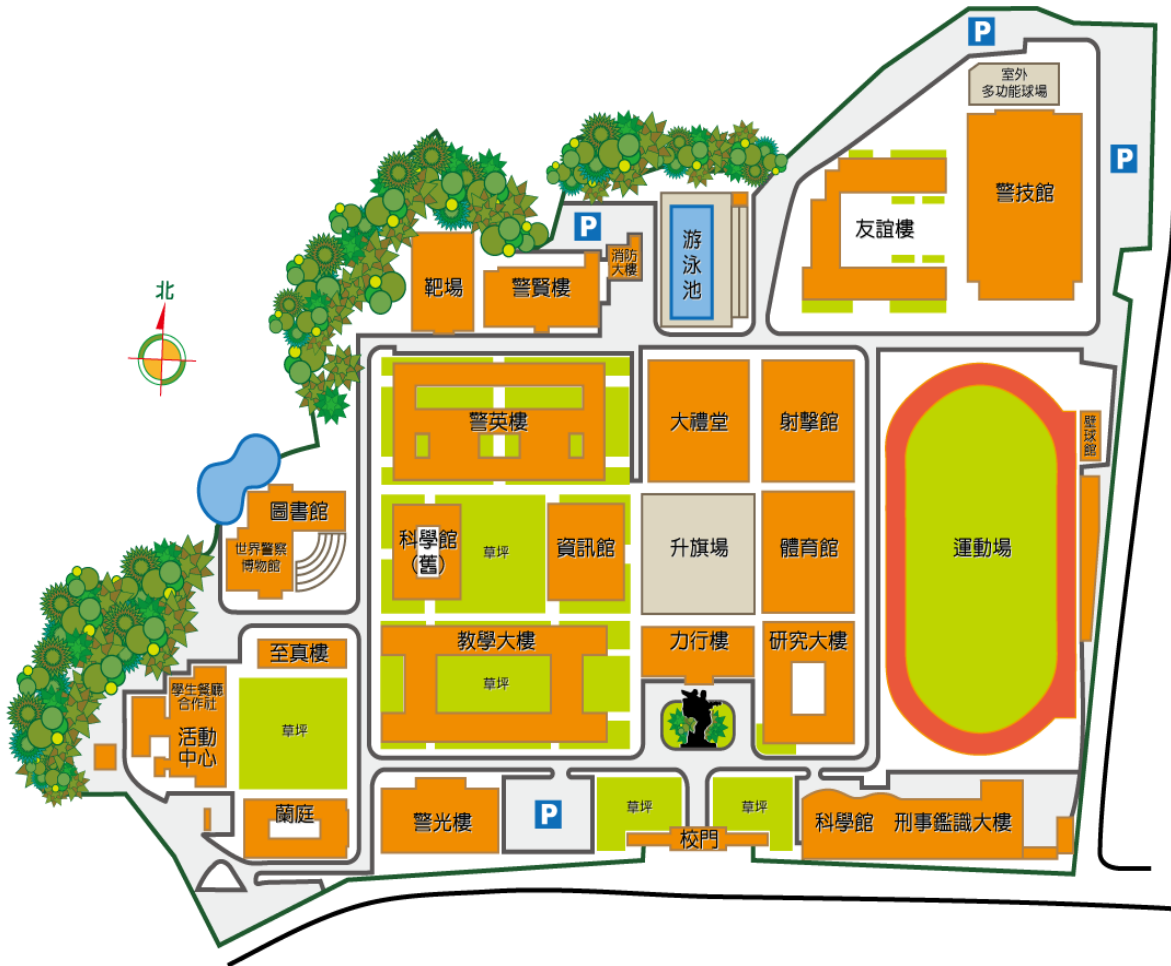 P
室外
多功能球場
P
警技館
友誼樓
P
游
泳
池
消防
大樓
靶場
警賢樓
北
警英樓
大禮堂
射擊館
壁
球
館
圖書館
世界警察
博物館
科學館
(舊)
草坪
資訊館
升旗場
體育館
運動場
至真樓
教學大樓
草坪
力行樓
研究大樓
學生餐廳
合作社
活動
中心
草坪
蘭庭
警光樓
P
草坪
草坪
校門
科學館 刑事鑑識大樓